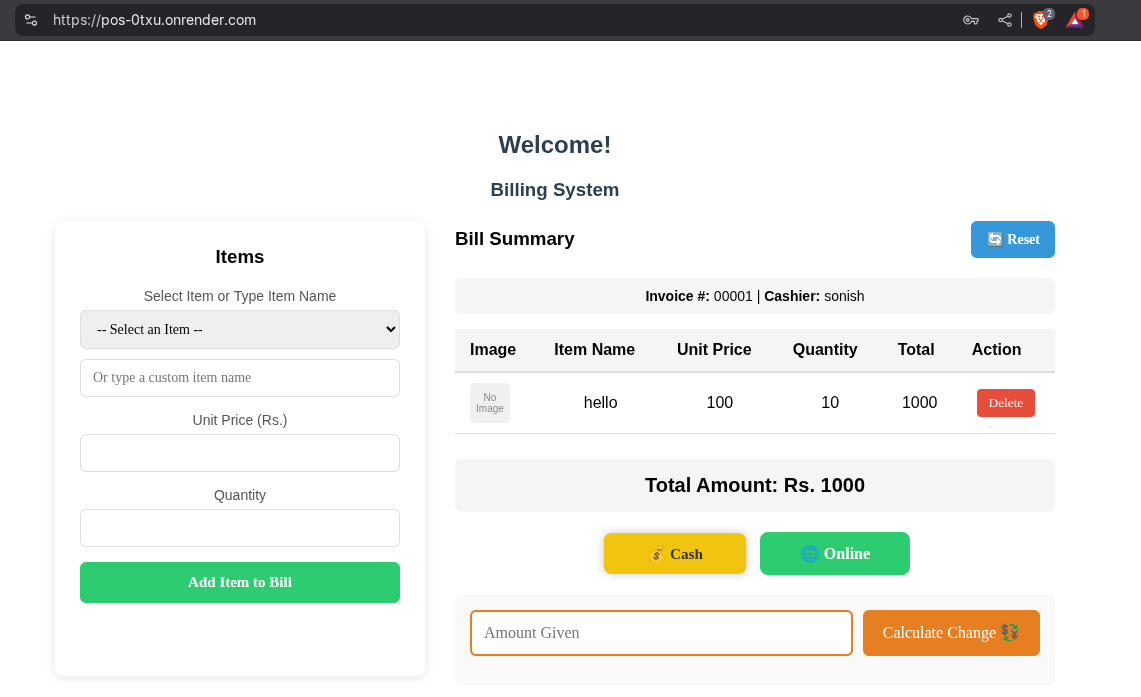 https://pos-0txu.onrender.com
2
1
Welcome!
Billing System
Items
Select Item or Type Item Name
-- Select an Item --
Or type a custom item name
Unit Price (Rs.)
Quantity
Add Item to Bill
Bill Summary
🔄 Reset
Invoice #: 00001 | Cashier: sonish
Image Item Name Unit Price Quantity Total Action
No
Image
hello 100 10 1000 Delete
Total Amount: Rs. 1000
💰 Cash
🌐 Online
Amount Given
Calculate Change 💱